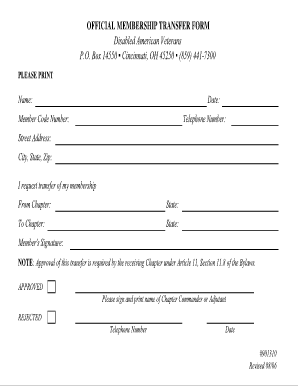 OFFICIAL MEMBERSHIP TRANSFER FORM
Disabled American Veterans
P.O. Box 14550 • Cincinnati, OH 45250 • (859) 441-7300
PLEASE PRINT
Name: Date:
Member Code Number: Telephone Number:
Street Address:
City, State, Zip:
I request transfer of my membership
From Chapter: State:
To Chapter: State:
Member's Signature:
NOTE: Approval of this transfer is required by the receiving Chapter under Article 11, Section 11.8 of the Bylaws.
APPROVED
Please sign and print name of Chapter Commander or Adjutant
REJECTED
Telephone Number Date
0901310
Revised 08/06